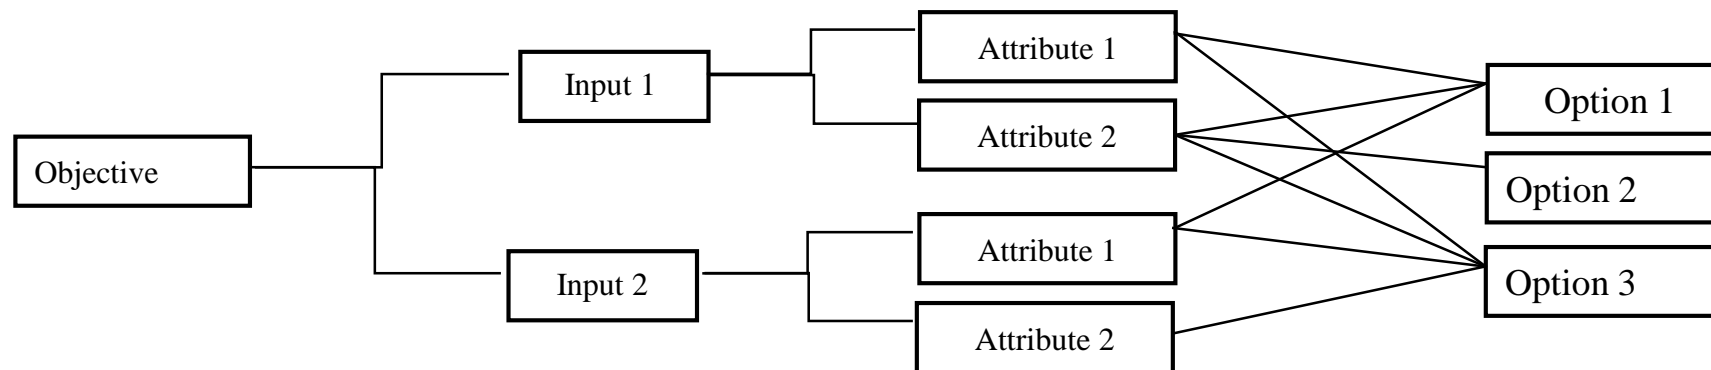 Objective
Input 1
Input 2
Attribute 1
Attribute 2
Attribute 1
Attribute 2
Option 1
Option 2
Option 3